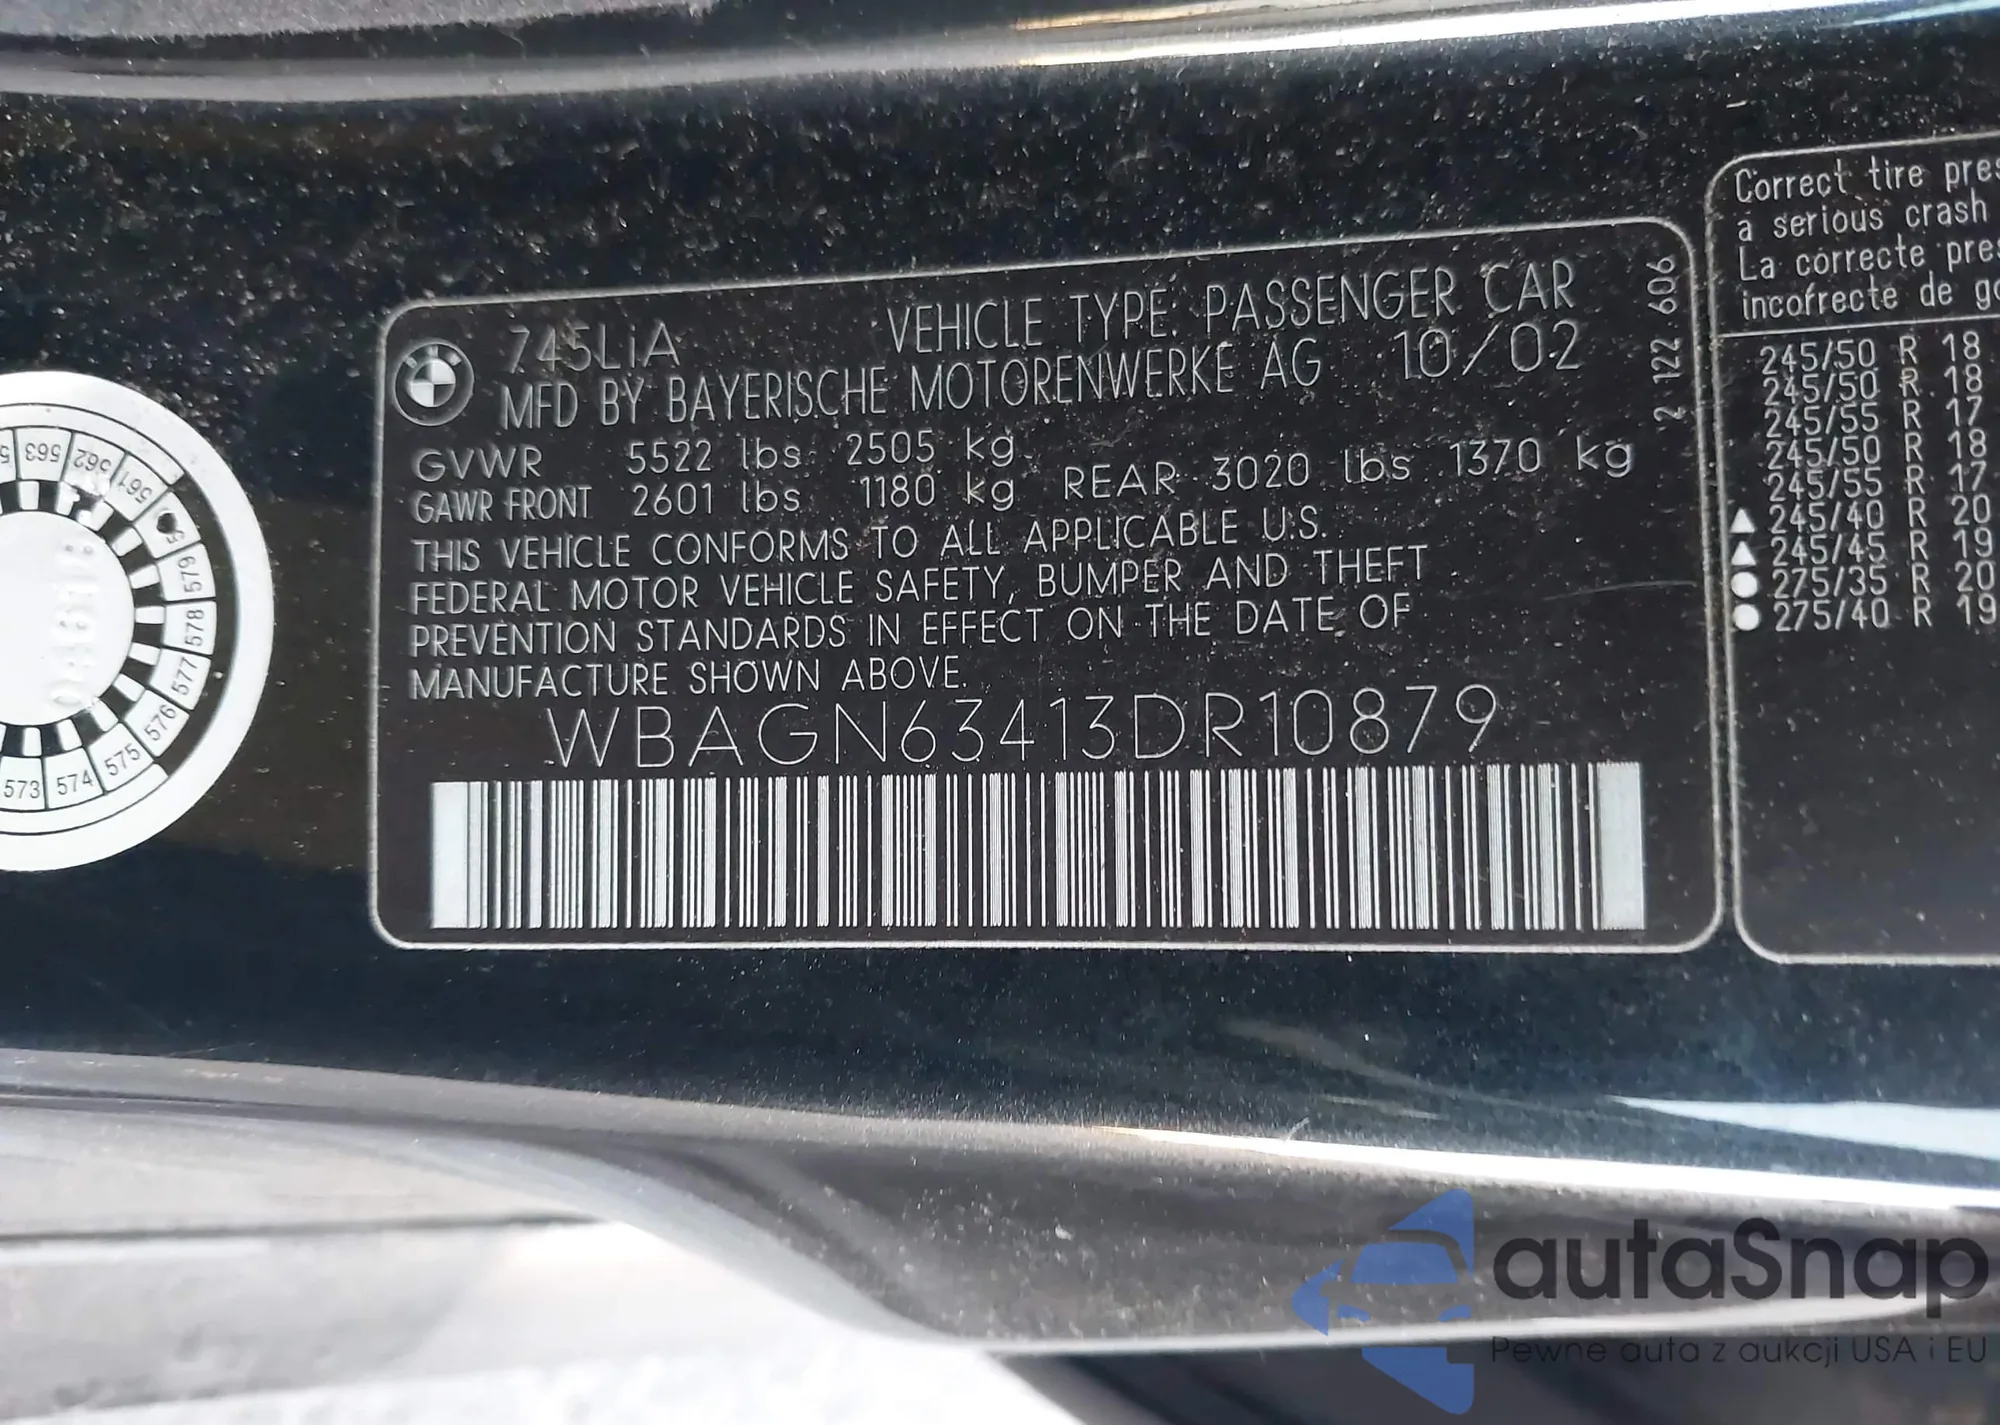 745LiA
VEHICLE TYPE: PASSENGER CAR
MFD BY BAYERISCHE MOTORENWERKE AG 10/02
GVWR 5522 lbs 2505 kg
GAWR FRONT 2601 lbs 1180 kg REAR 3020 lbs 1370 kg
THIS VEHICLE CONFORMS TO ALL APPLICABLE U.S.
FEDERAL MOTOR VEHICLE SAFETY, BUMPER AND THEFT
PREVENTION STANDARDS IN EFFECT ON THE DATE OF
MANUFACTURE SHOWN ABOVE.
WBAGN63413DR10879
2 122 606
Correct tire pres
a serious crash
La correcte pres
incofrecte de go
245/50 R 18
245/50 R 18
245/55 R 17
245/50 R 18
245/55 R 17
▲ 245/40 R 20
▲ 245/45 R 19
● 275/35 R 20
● 275/40 R 19
563
562
561
579
578
577
576
575
574
573
autaSnap
Pewne auta z aukcji USA i EU